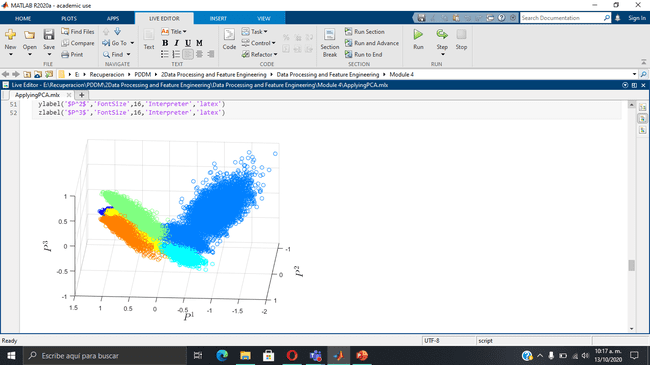 MATLAB R2020a - academic use
HOME PLOTS APPS LIVE EDITOR INSERT VIEW
Search Documentation
Sign In
New Open Save
Find Files
Compare
Print
Go To
Find
FILE
NAVIGATE
Text
Title
B I U M
TEXT
Code
Task
Control
Refactor
CODE
Section Break
Run Section
Run and Advance
Run to End
SECTION
Run Step Stop
RUN
E: Recuperacion PDDM 2Data Processing and Feature Engineering Data Processing and Feature Engineering Module 4
Live Editor - E:\Recuperacion\PDDM\2Data Processing and Feature Engineering\Data Processing and Feature Engineering\Module 4\ApplyingPCA.mlx
ApplyingPCA.mlx
51 ylabel('$P^2$','FontSize',16,'Interpreter','latex')
52 zlabel('$P^3$','FontSize',16,'Interpreter','latex')
1
0.5
0
-0.5
-1
P3
1.5 1 0.5 0 -0.5 -1 -1.5 -2
P1
-1
0
1
P2
Ready
UTF-8
script
Escribe aquí para buscar
10:17 a. m.
13/10/2020